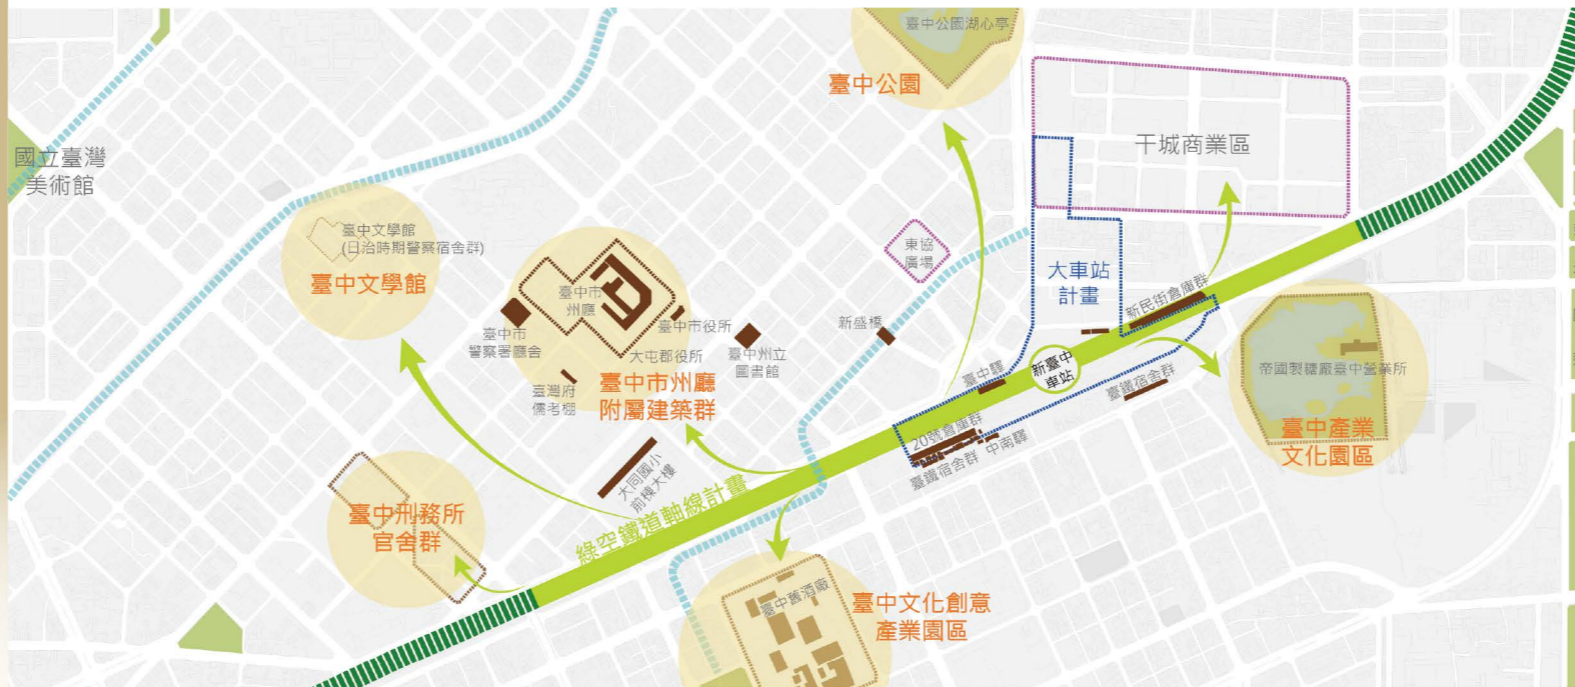 臺中公園湖心亭
臺中公園
國立臺灣
美術館
干城商業區
臺中文學館
(日治時期警察宿舍群)
臺中文學館
東協
廣場
大車站
計畫
臺中市
州廳
新民街倉庫群
臺中市
警察署廳舍
臺中市役所
大屯郡役所
臺中州立
圖書館
新盛橋
臺中驛
新臺中
車站
臺鐵宿舍群
帝國製糖廠臺中營業所
臺灣府
儒考棚
臺中市州廳
附屬建築群
臺中產業
文化園區
20號倉庫群
臺鐵宿舍群
中南驛
大同國小
前棟大樓
綠空鐵道軸線計畫
臺中刑務所
官舍群
臺中舊酒廠
臺中文化創意
產業園區